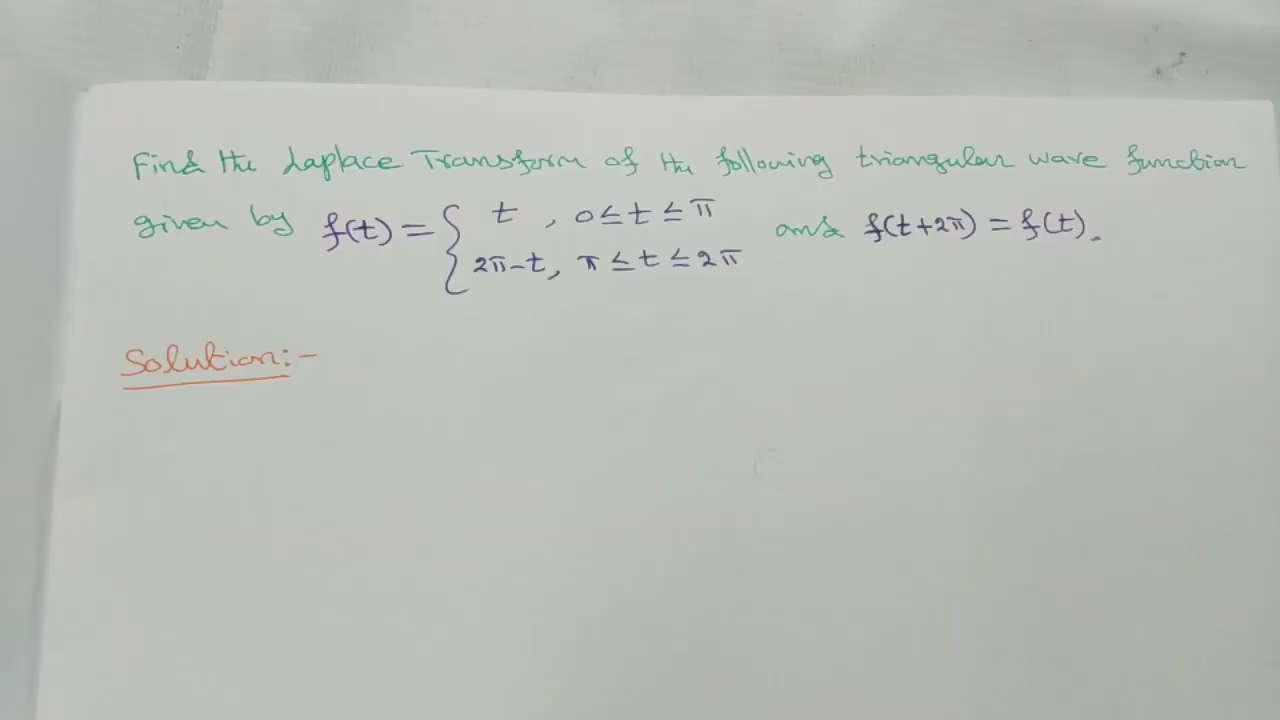 Find the Laplace Transform of the following triangular wave function
given by f(t) = { t , 0 ≤ t ≤ π and f(t+2π) = f(t).
2π-t, π ≤ t ≤ 2π
Solution:-